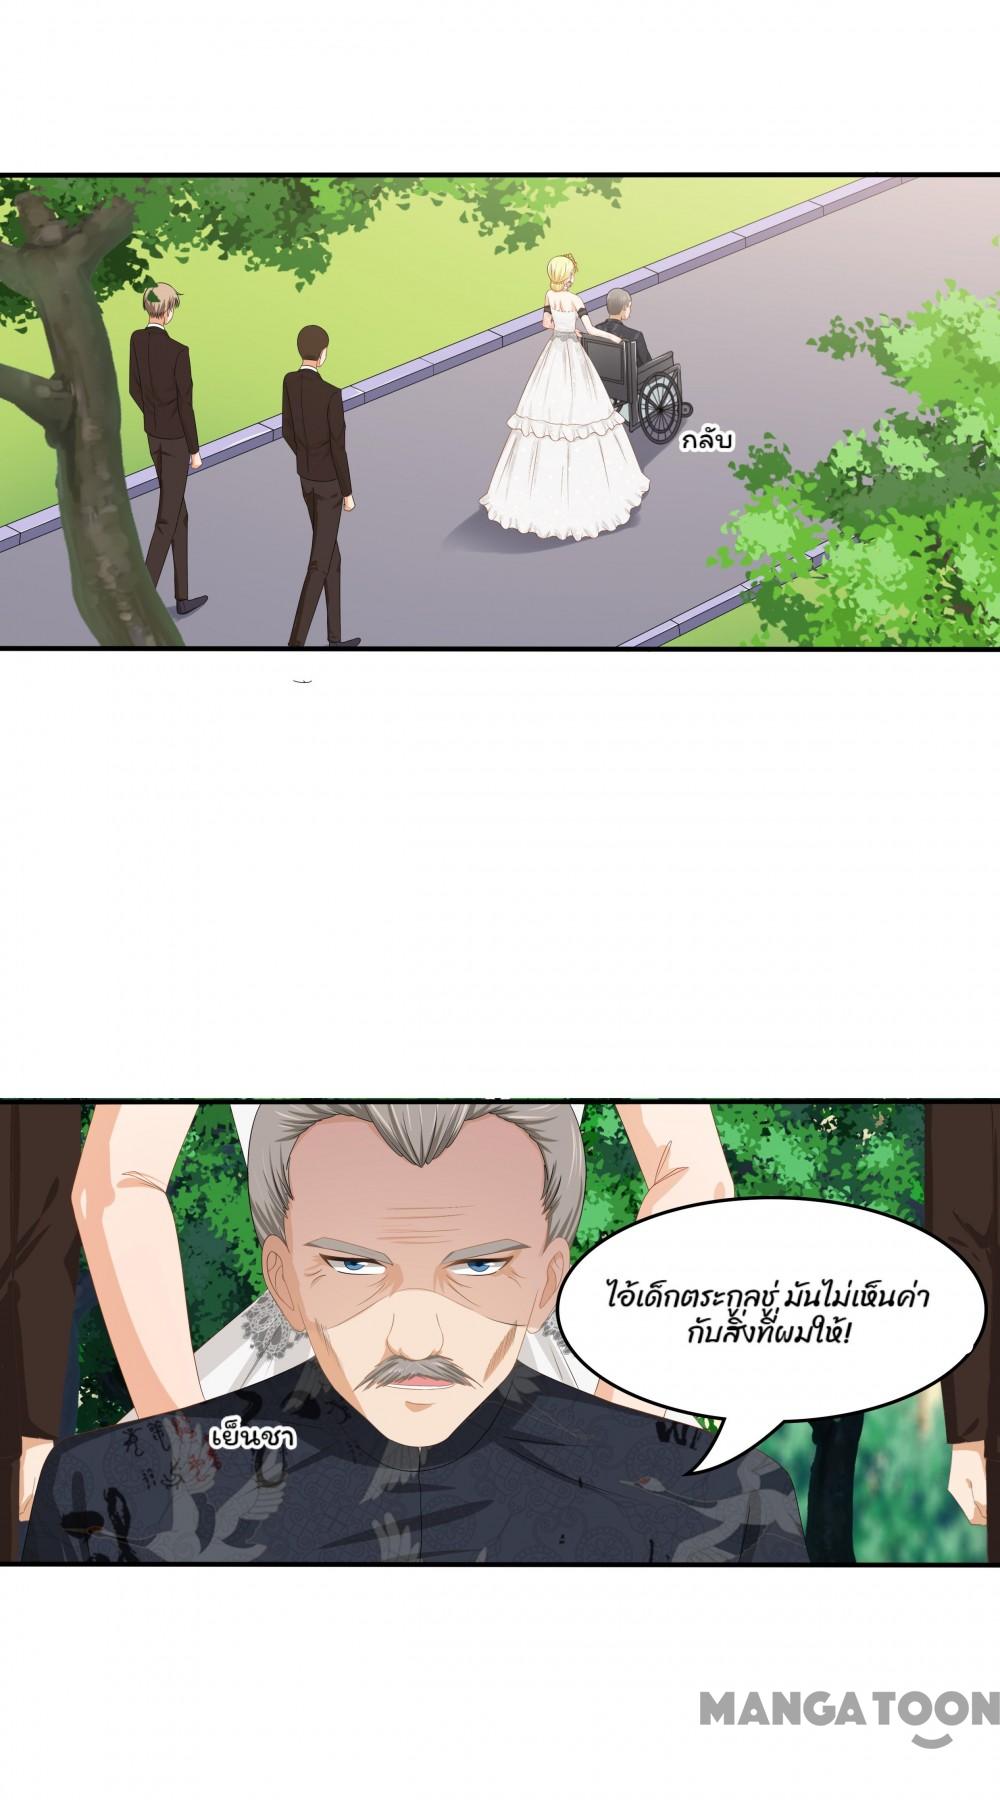 กลับ
ไอ้เด็กตระกูลชู่ มันไม่เห็นค่า
กับสิ่งที่ผมให้!
เย็นชา
MANGATOON